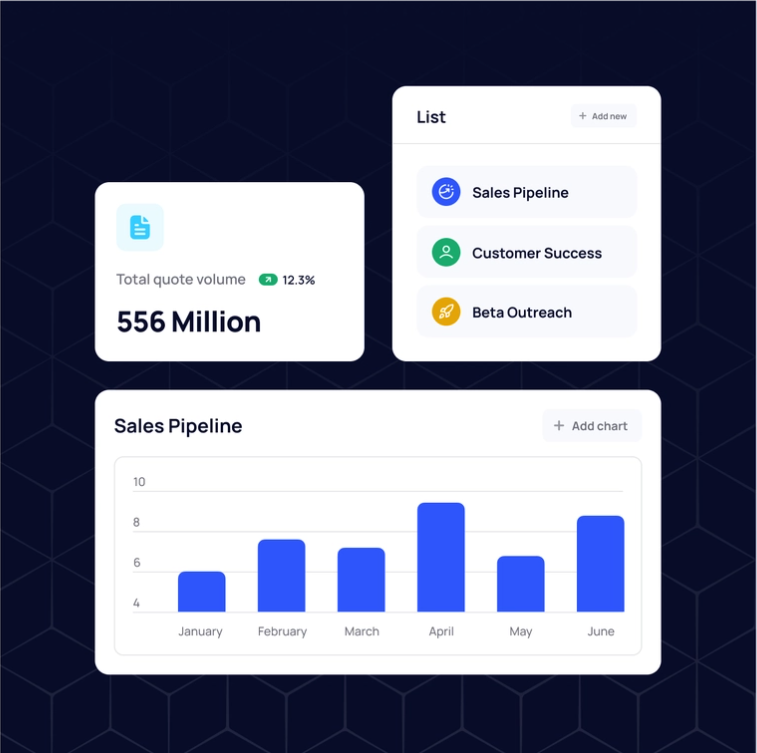 List
Add new
Sales Pipeline
Customer Success
Beta Outreach
Total quote volume 12.3%
556 Million
Sales Pipeline
Add chart
10
8
6
4
January February March April May June